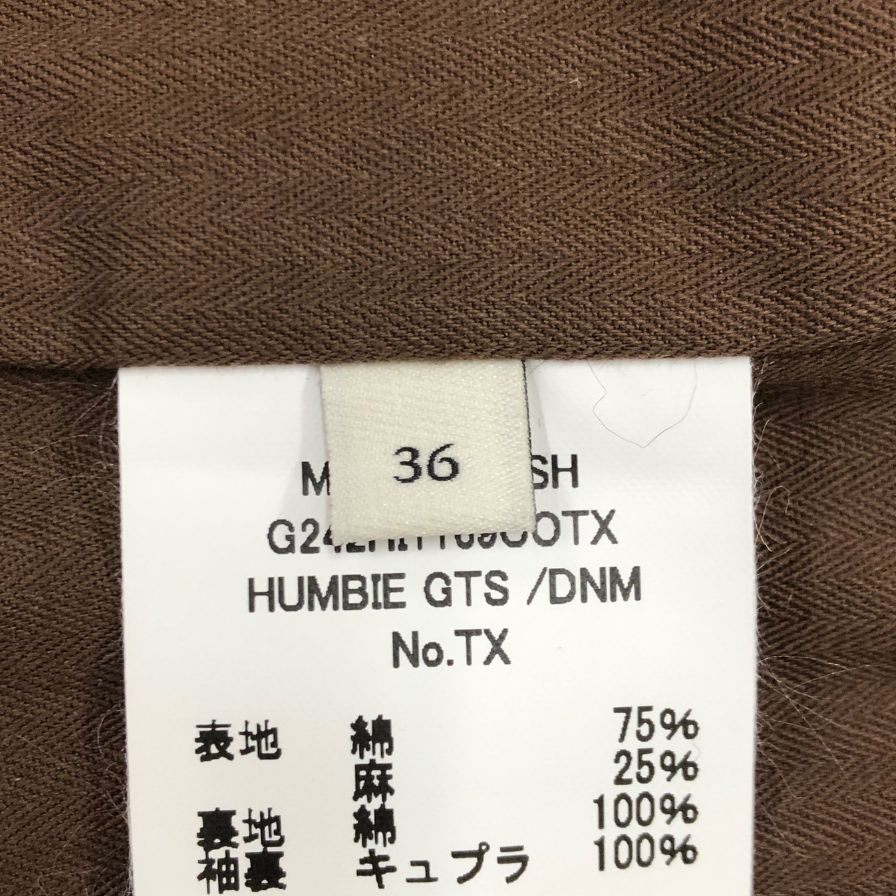 36
HUMBIE GTS /DNM
No.TX
表地 綿 75%
麻 25%
裏地 綿 100%
袖裏 キュプラ 100%